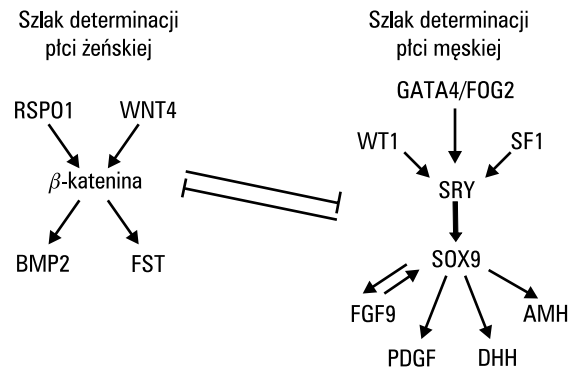 Szlak determinacji
płci żeńskiej
RSPO1 WNT4
β-katenina
BMP2 FST
Szlak determinacji
płci męskiej
GATA4/FOG2
WT1 SF1
SRY
SOX9
FGF9 AMH
PDGF DHH